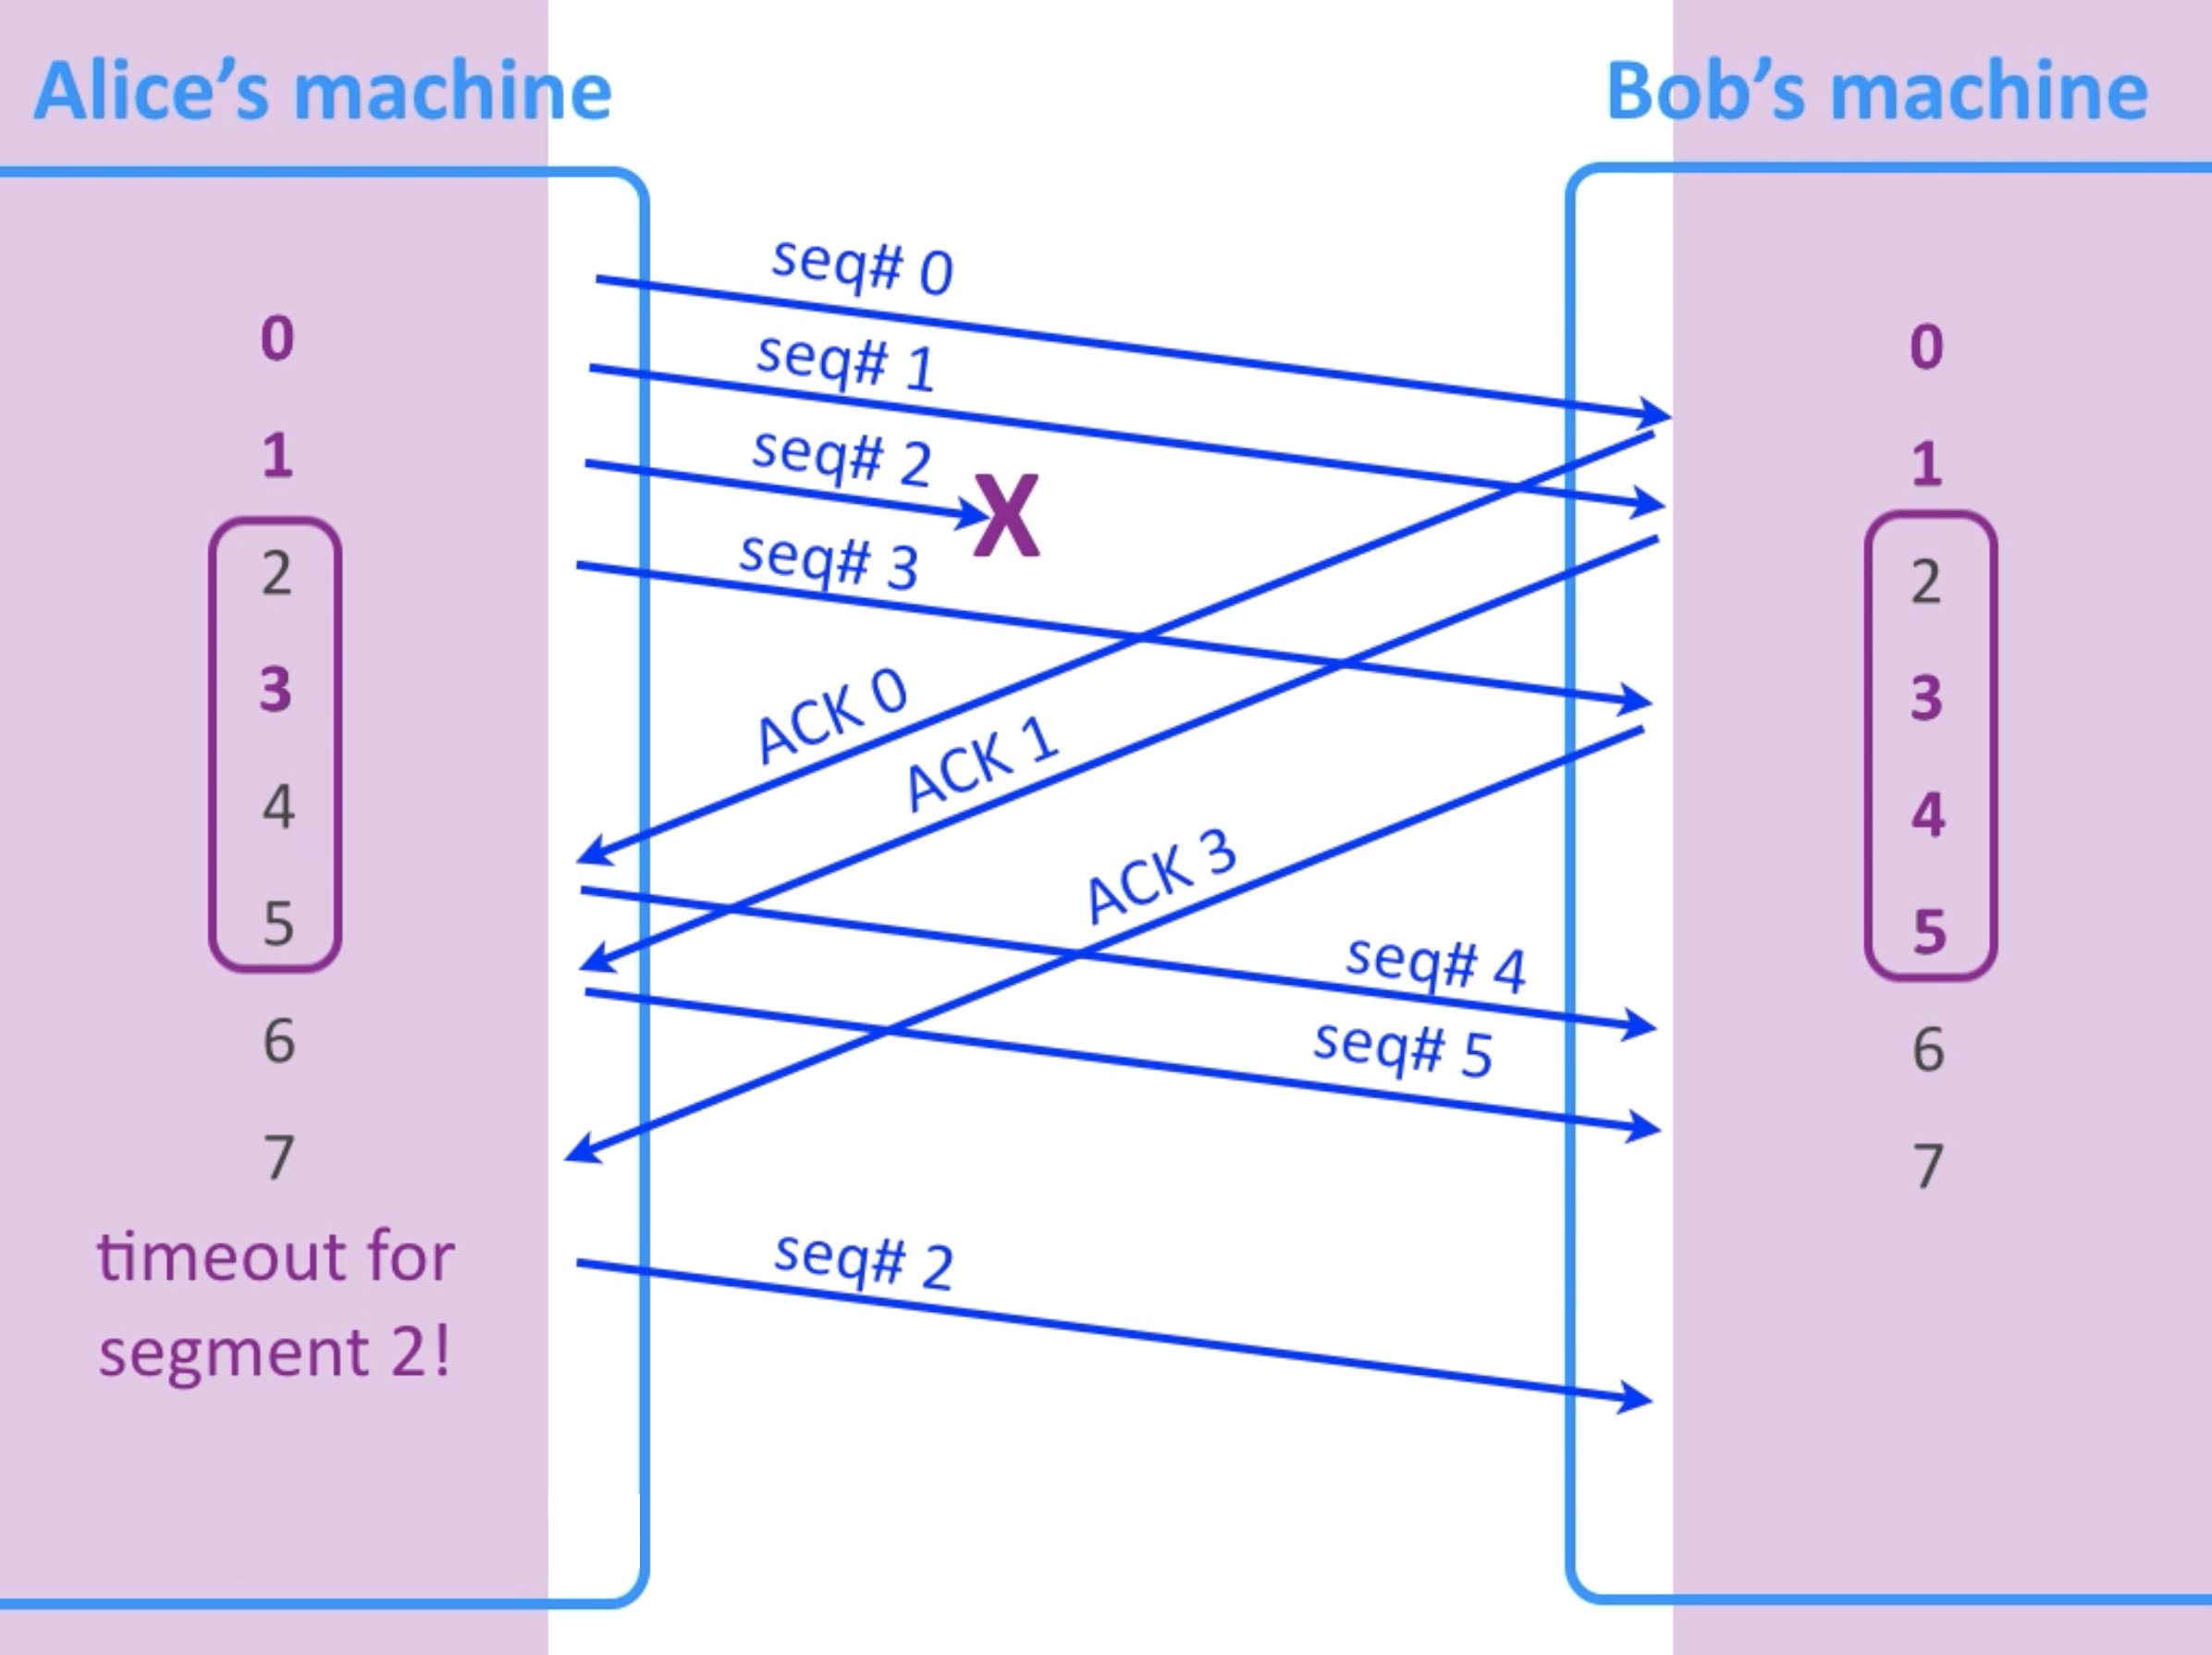 Alice’s machine
0
1
2
3
4
5
6
7
timeout for
segment 2!
seq# 0
seq# 1
seq# 2
X
seq# 3
ACK 0
ACK 1
ACK 3
seq# 4
seq# 5
seq# 2
Bob’s machine
0
1
2
3
4
5
6
7